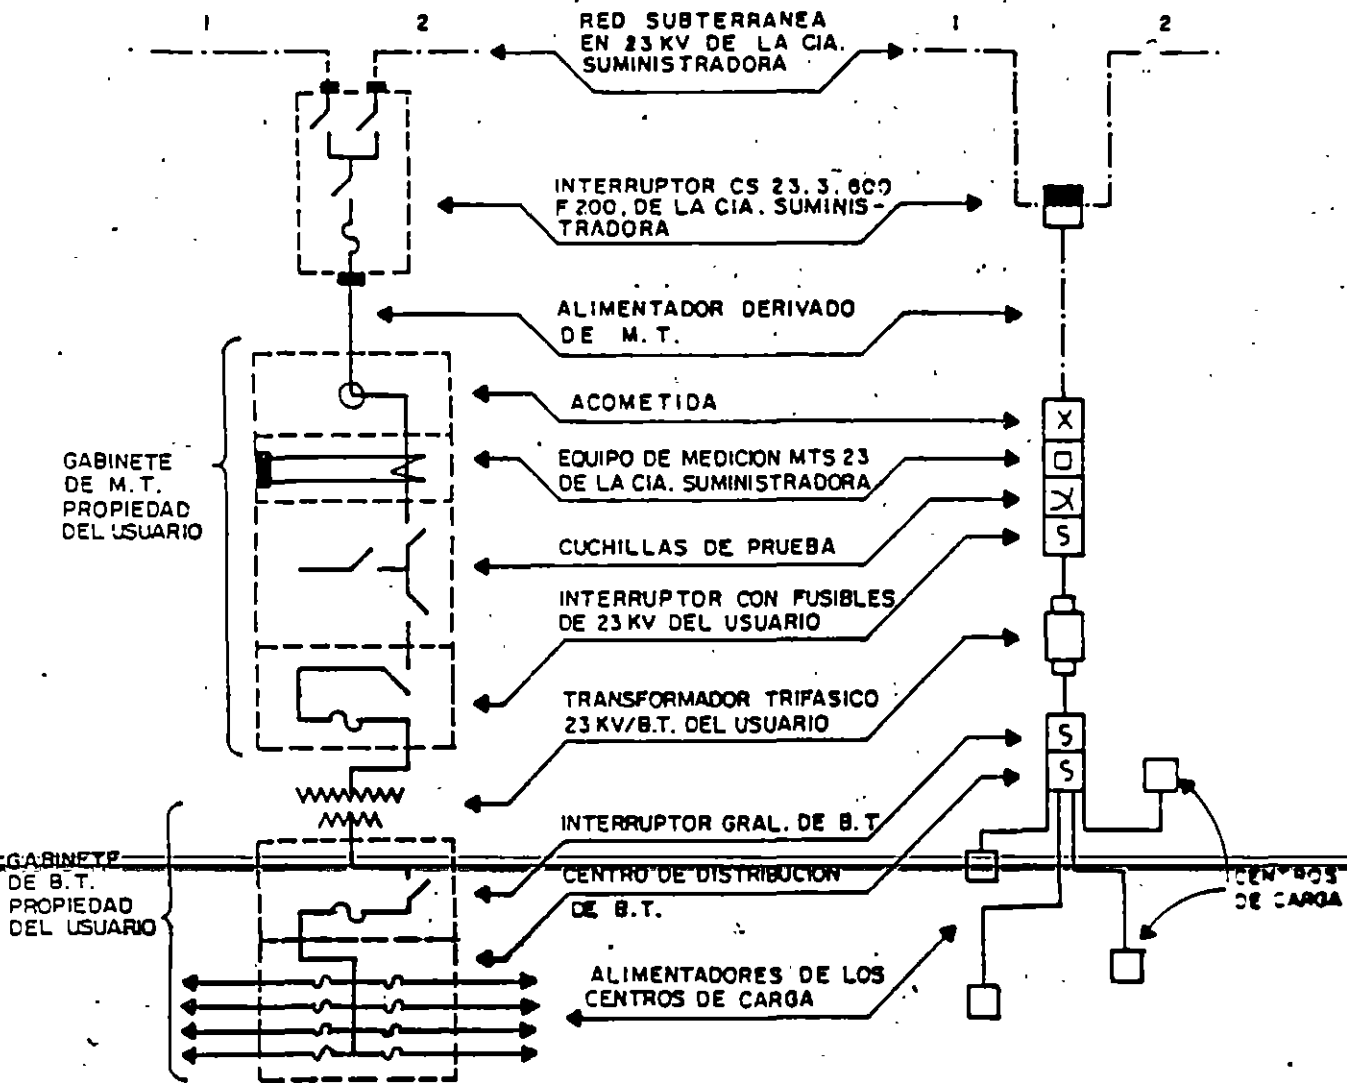 1
2
RED SUBTERRANEA
EN 23 KV DE LA CIA.
SUMINISTRADORA
1
2
INTERRUPTOR CS 23.3.600
F 200. DE LA CIA. SUMINIS-
TRADORA
ALIMENTADOR DERIVADO
DE M.T.
ACOMETIDA
X
GABINETE
DE M.T.
PROPIEDAD
DEL USUARIO
EQUIPO DE MEDICION MTS 23
DE LA CIA. SUMINISTRADORA
CUCHILLAS DE PRUEBA
S
INTERRUPTOR CON FUSIBLES
DE 23 KV DEL USUARIO
TRANSFORMADOR TRIFASICO
23 KV/B.T. DEL USUARIO
S
S
INTERRUPTOR GRAL. DE B.T
GABINETE
DE B.T.
PROPIEDAD
DEL USUARIO
CENTRO DE DISTRIBUCION
DE B.T.
CENTROS
DE CARGA
ALIMENTADORES DE LOS
CENTROS DE CARGA